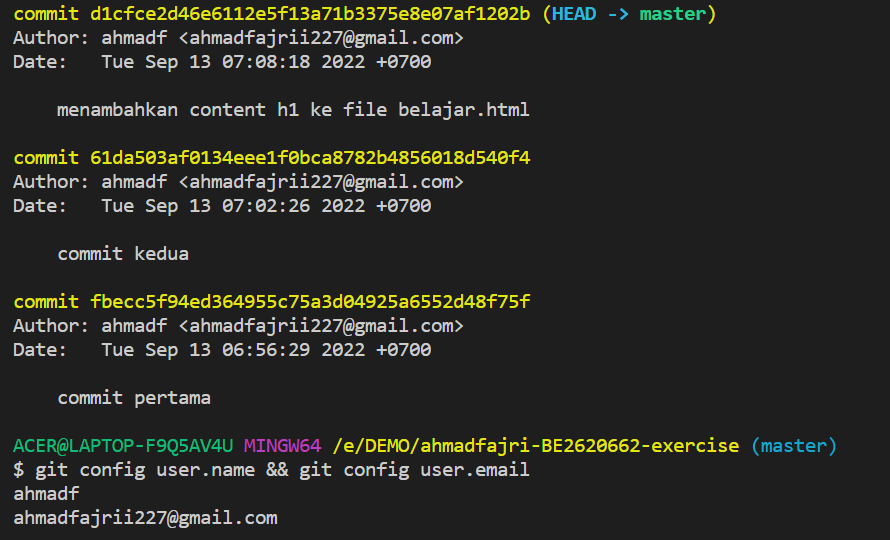 commit d1cfce2d46e6112e5f13a71b3375e8e07af1202b (HEAD -> master)
Author: ahmadf <ahmadfajrii227@gmail.com>
Date:   Tue Sep 13 07:08:18 2022 +0700
    menambahkan content h1 ke file belajar.html
commit 61da503af0134eee1f0bca8782b4856018d540f4
Author: ahmadf <ahmadfajrii227@gmail.com>
Date:   Tue Sep 13 07:02:26 2022 +0700
    commit kedua
commit fbecc5f94ed364955c75a3d04925a6552d48f75f
Author: ahmadf <ahmadfajrii227@gmail.com>
Date:   Tue Sep 13 06:56:29 2022 +0700
    commit pertama
ACER@LAPTOP-F9Q5AV4U MINGW64 /e/DEMO/ahmadfajri-BE2620662-exercise (master)
$ git config user.name && git config user.email
ahmadf
ahmadfajrii227@gmail.com